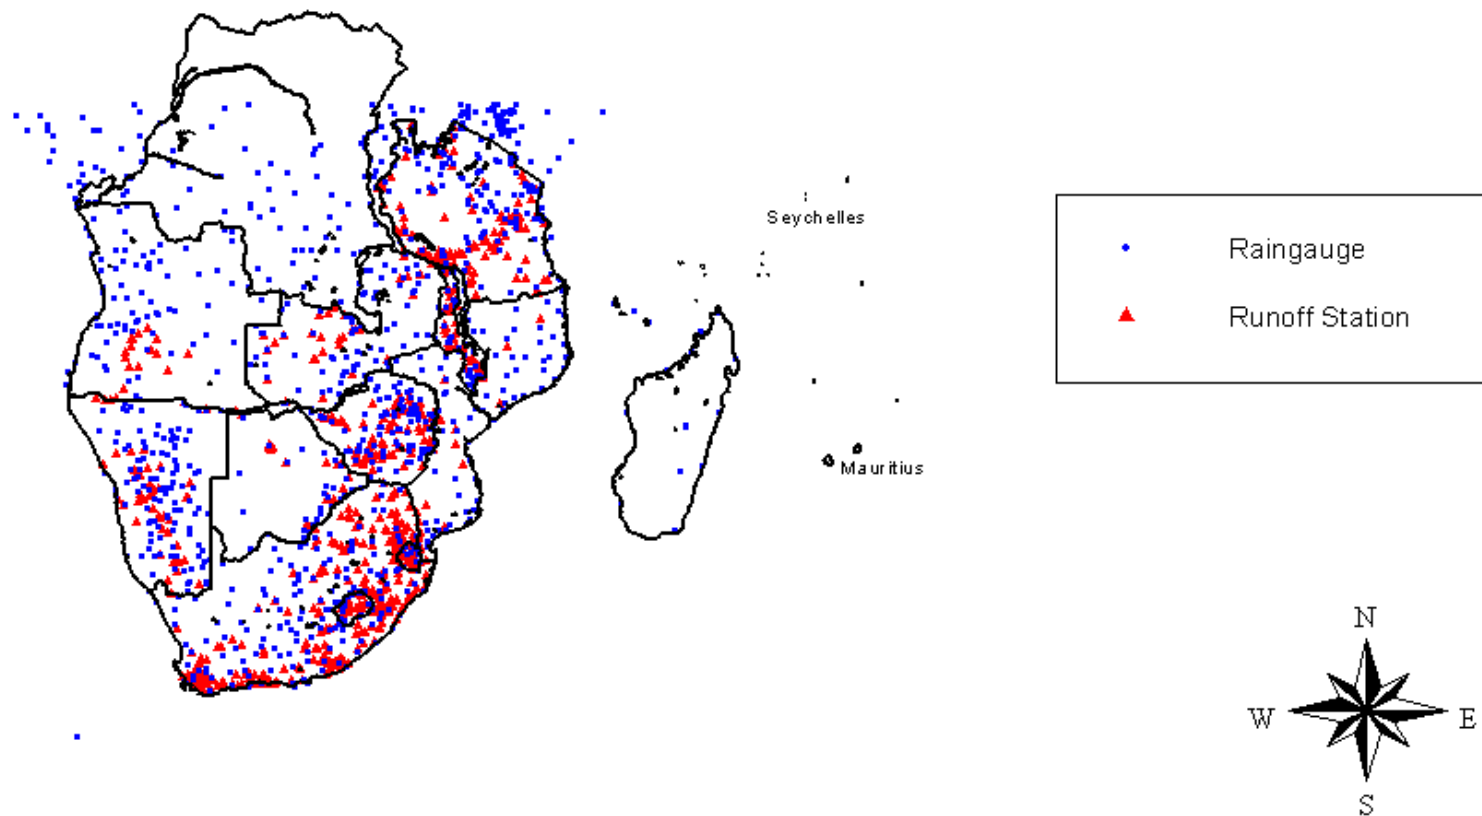 Seychelles
Raingauge
Runoff Station
Mauritius
N
W E
S